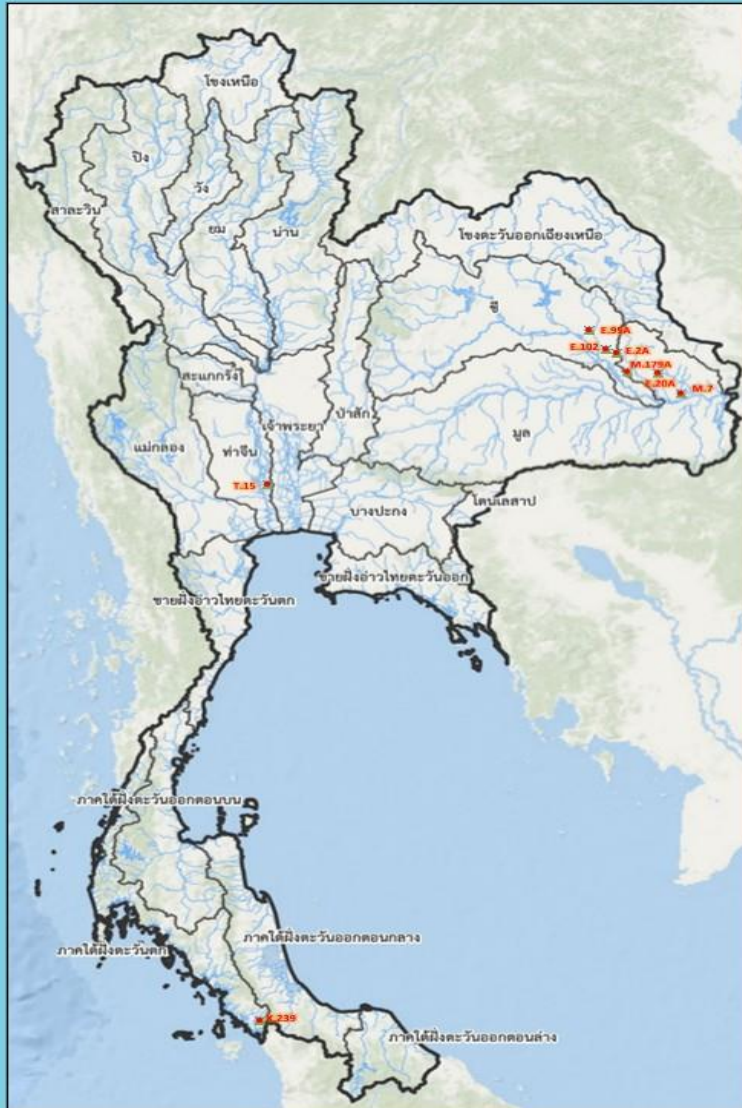 โขงเหนือ
ปิง
วัง
สาละวิน
ยม
น่าน
โขงตะวันออกเฉียงเหนือ
ชี
E.95A
E.102
E.2A
M.179A
E.20A
M.7
สะแกกรัง
ป่าสัก
เจ้าพระยา
มูล
แม่กลอง
ท่าจีน
T.15
โตนเลสาป
บางปะกง
ชายฝั่งอ่าวไทยตะวันออก
ชายฝั่งอ่าวไทยตะวันตก
ภาคใต้ฝั่งตะวันออกตอนบน
ภาคใต้ฝั่งตะวันออกตอนกลาง
ภาคใต้ฝั่งตะวันตก
X.239
ภาคใต้ฝั่งตะวันออกตอนล่าง